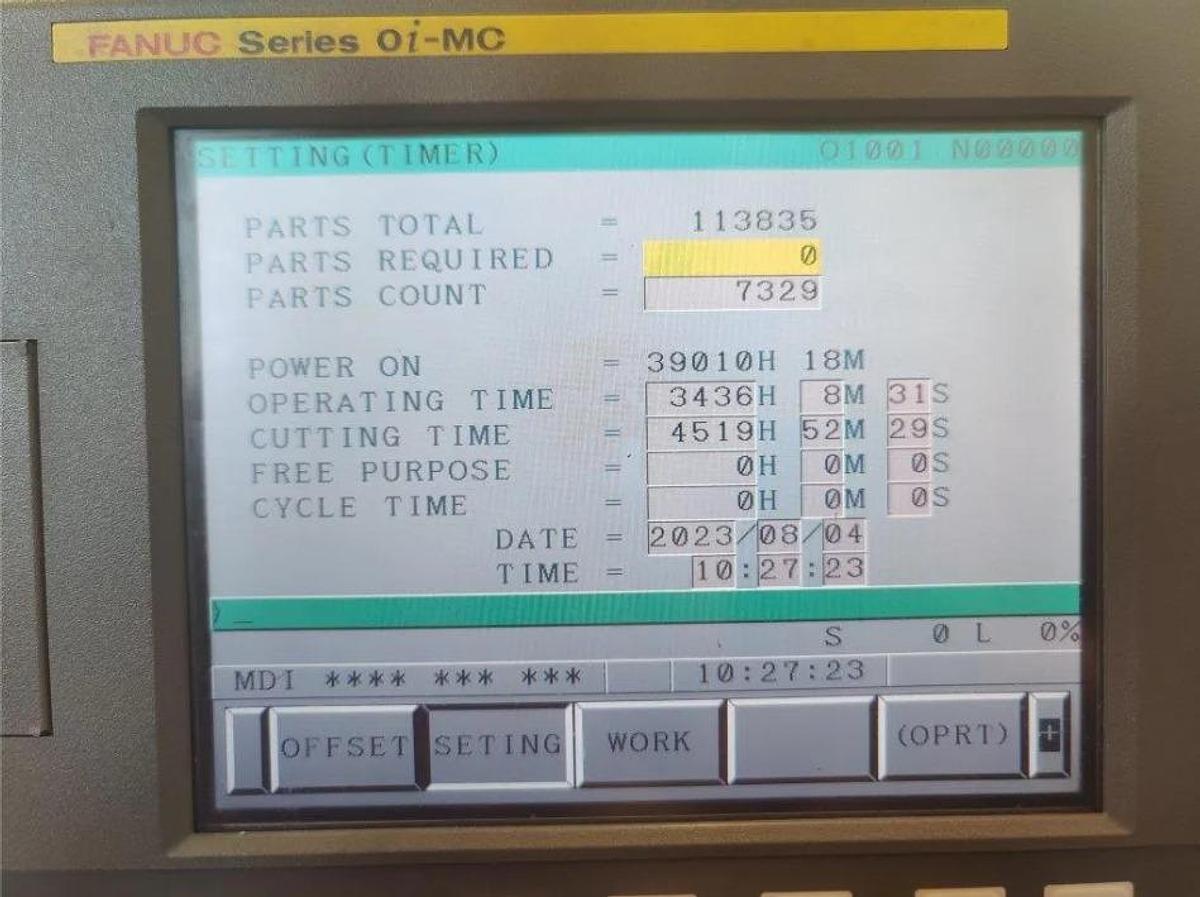 FANUC Series 0i-MC
SETTING(TIMER) O1001 N00000
PARTS TOTAL = 113835
PARTS REQUIRED = 0
PARTS COUNT = 7329
POWER ON = 39010H 18M
OPERATING TIME = 3436H 8M 31S
CUTTING TIME = 4519H 52M 29S
FREE PURPOSE = 0H 0M 0S
CYCLE TIME = 0H 0M 0S
DATE = 2023/08/04
TIME = 10:27:23
>_
S 0 L 0%
MDI **** *** *** 10:27:23
OFFSET SETING WORK (OPRT) +